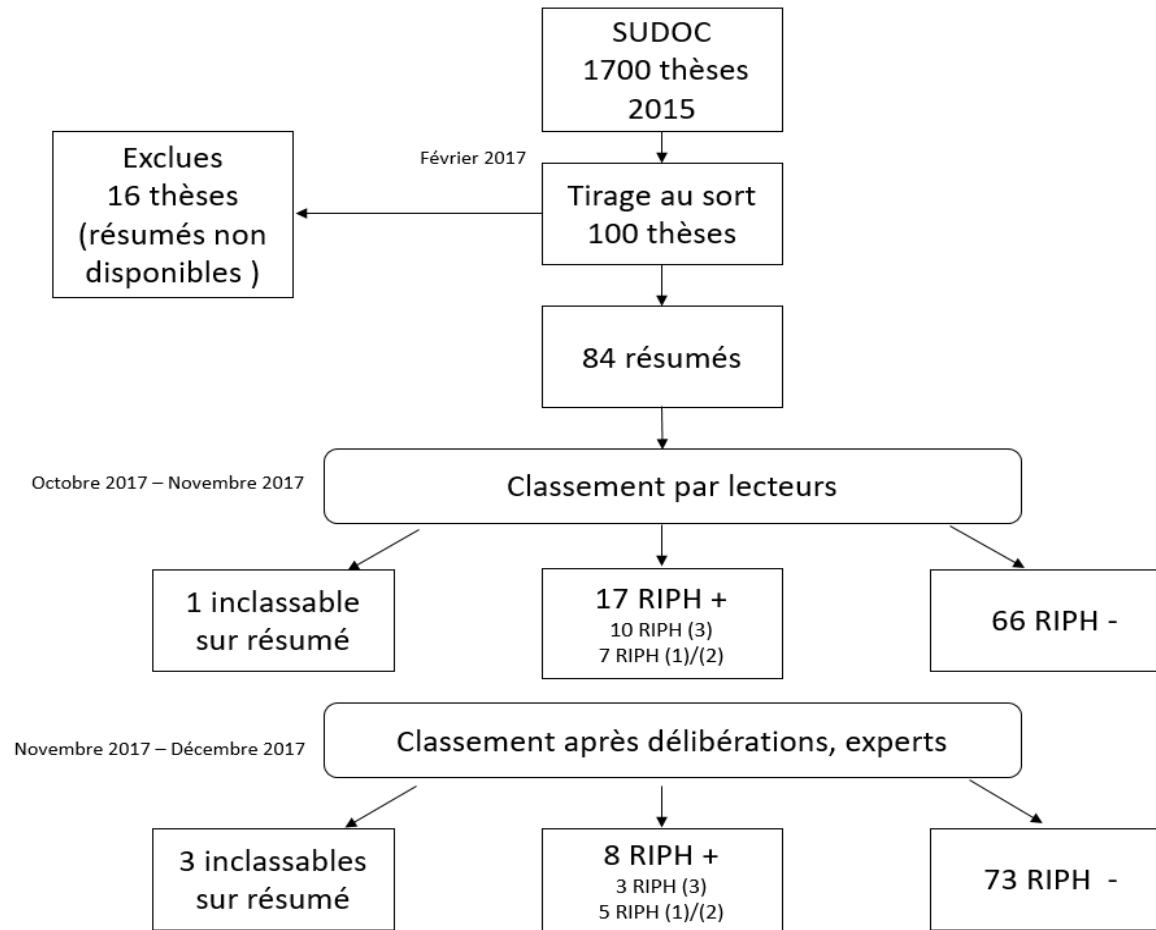 SUDOC
1700 thèses
2015
Février 2017
Exclues
16 thèses
(résumés non
disponibles )
Tirage au sort
100 thèses
84 résumés
Octobre 2017 – Novembre 2017
Classement par lecteurs
1 inclassable
sur résumé
17 RIPH +
10 RIPH (3)
7 RIPH (1)/(2)
66 RIPH -
Novembre 2017 – Décembre 2017
Classement après délibérations, experts
3 inclassables
sur résumé
8 RIPH +
3 RIPH (3)
5 RIPH (1)/(2)
73 RIPH -